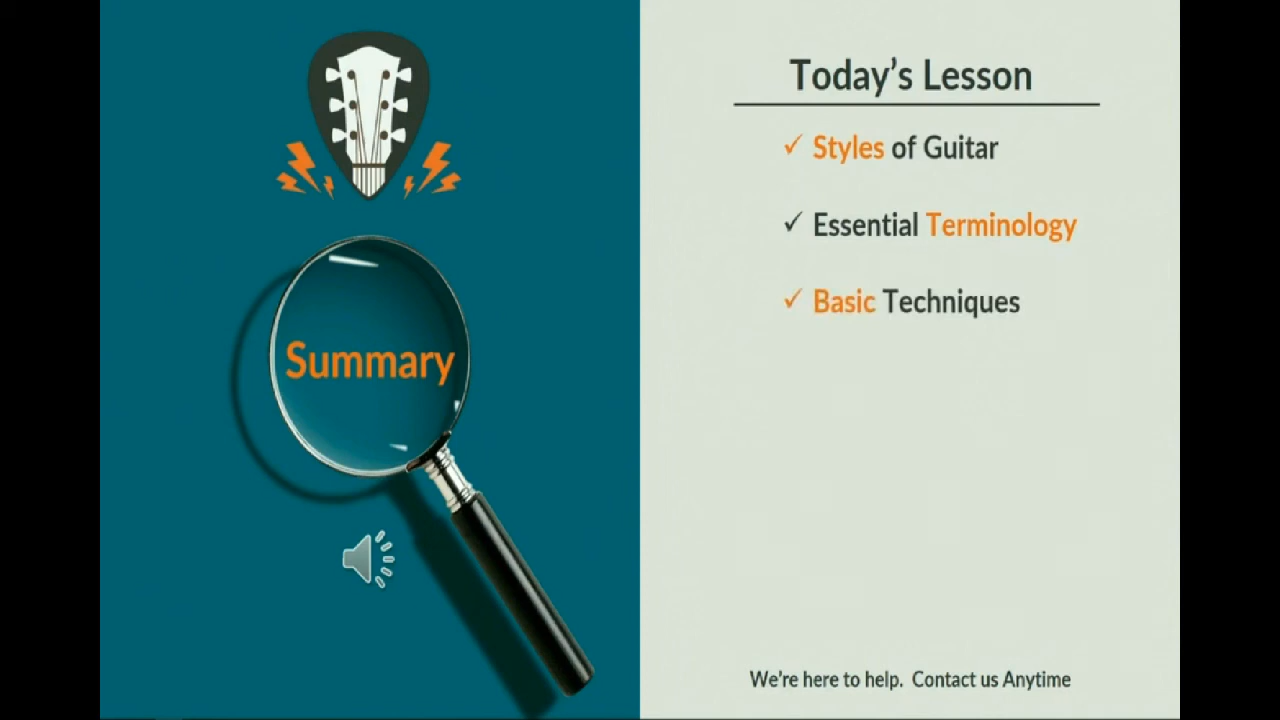 Summary
Today's Lesson
✓ Styles of Guitar
✓ Essential Terminology
✓ Basic Techniques
We're here to help.  Contact us Anytime